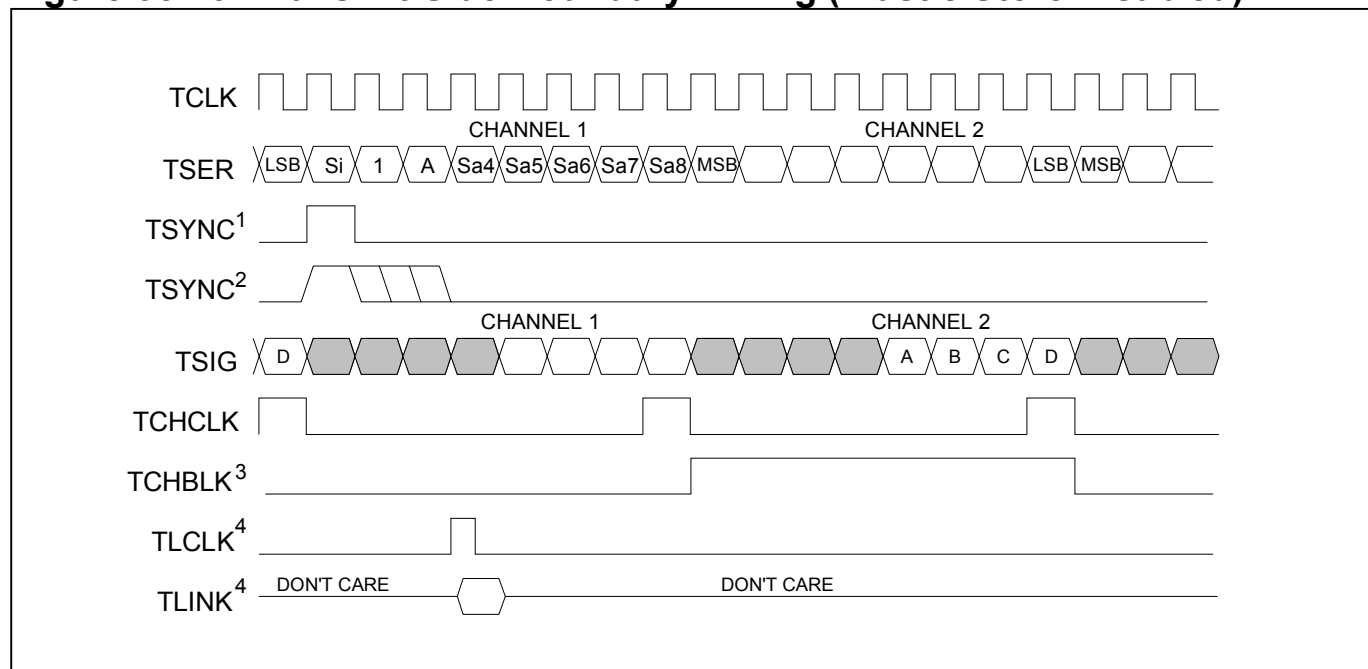 TCLK
CHANNEL 1 CHANNEL 2
TSER LSB Si 1 A Sa4 Sa5 Sa6 Sa7 Sa8 MSB LSB MSB
TSYNC1
TSYNC2
CHANNEL 1 CHANNEL 2
TSIG D A B C D
TCHCLK
TCHBLK3
TLCLK4
DON'T CARE DON'T CARE
TLINK4